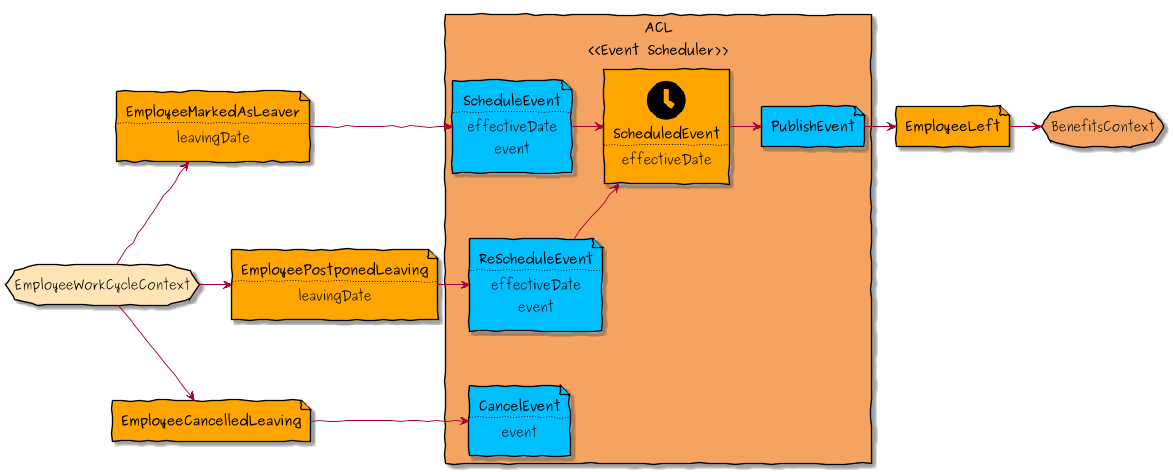 ACL
<<Event Scheduler>>
EmployeeMarkedAsLeaver
leavingDate
ScheduleEvent
effectiveDate
event
ScheduledEvent
effectiveDate
PublishEvent
EmployeeLeft
BenefitsContext
EmployeeWorkCycleContext
EmployeePostponedLeaving
leavingDate
ReScheduleEvent
effectiveDate
event
EmployeeCancelledLeaving
CancelEvent
event